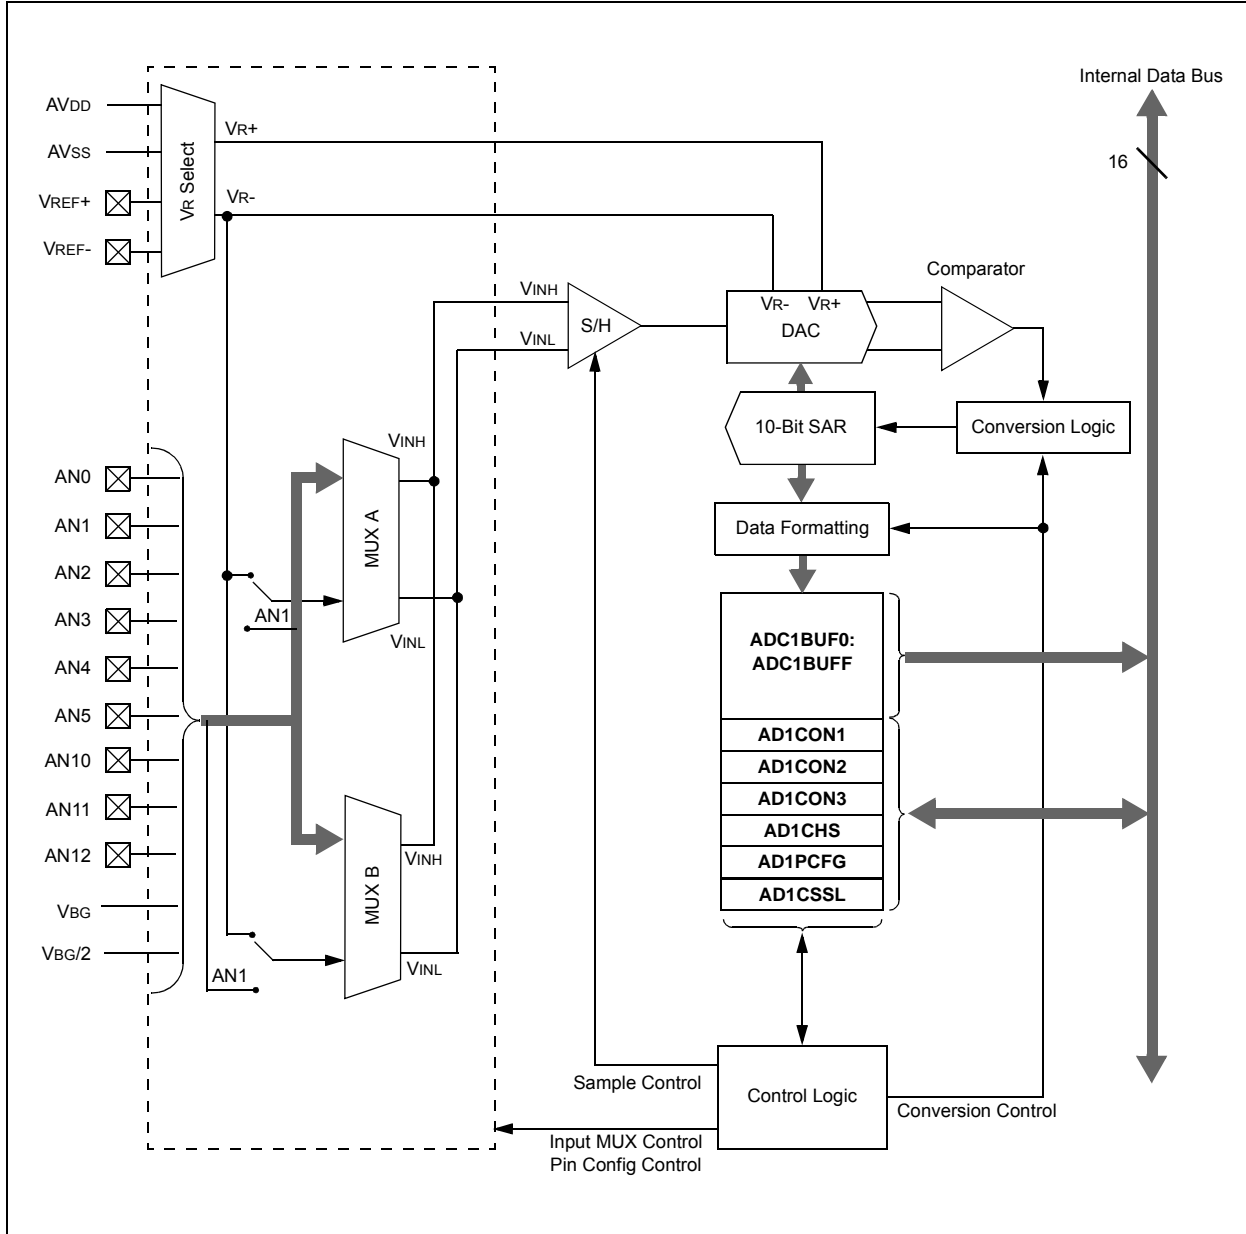 Internal Data Bus
16
AVDD
AVSS
VREF+
VREF-
VR Select
VR+
VR-
Comparator
VINH
VINL
S/H
VR- VR+
DAC
10-Bit SAR
Conversion Logic
Data Formatting
AN0
AN1
AN2
AN3
AN4
AN5
AN10
AN11
AN12
VBG
VBG/2
VINH
MUX A
AN1
VINL
VINH
MUX B
VINL
AN1
ADC1BUF0:
ADC1BUFF
AD1CON1
AD1CON2
AD1CON3
AD1CHS
AD1PCFG
AD1CSSL
Sample Control
Control Logic
Conversion Control
Input MUX Control
Pin Config Control